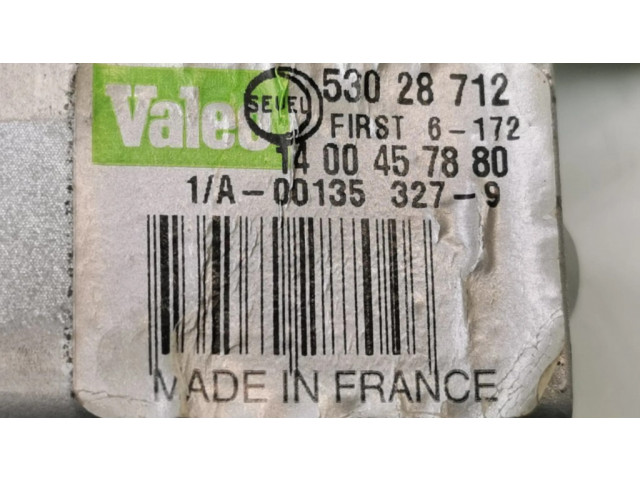 Valeo
SEVEL
530 28 712
FIRST 6-172
14 00 45 78 80
1/A-00135 327-9
MADE IN FRANCE